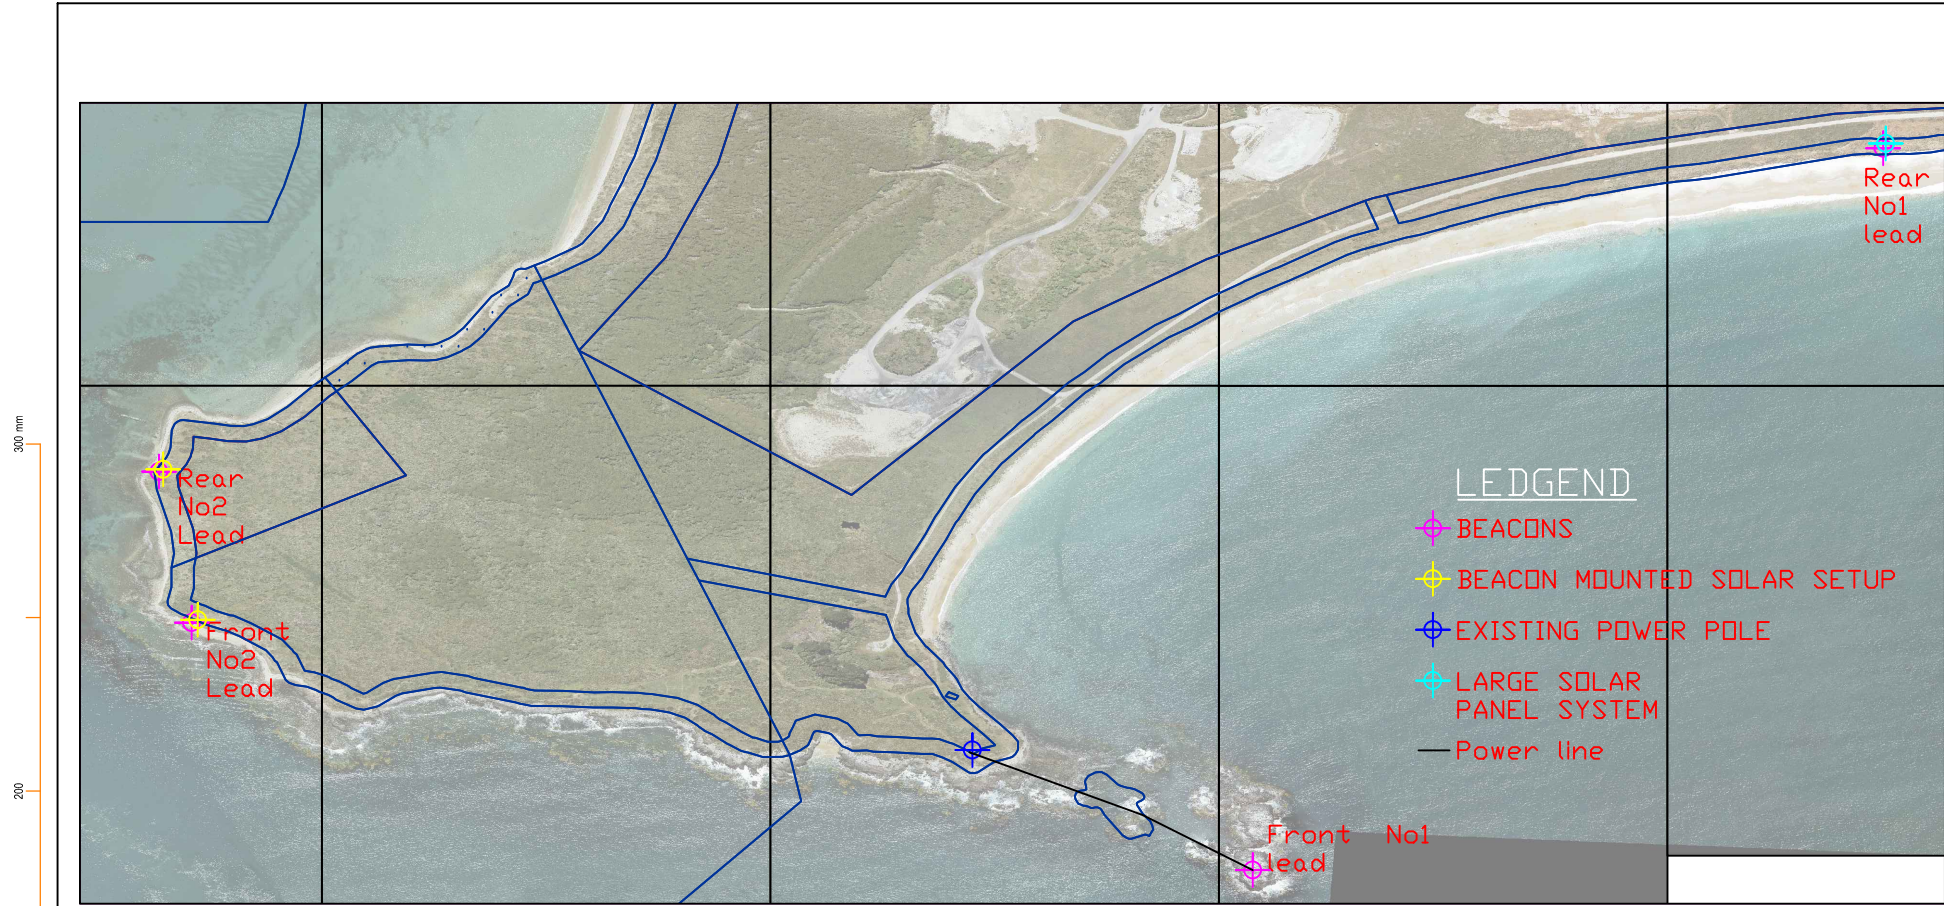 Rear
No1
lead
300 mm
Rear
No2
Lead
LEDGEND
BEACONS
BEACON MOUNTED SOLAR SETUP
EXISTING POWER POLE
Front
No2
Lead
LARGE SOLAR
PANEL SYSTEM
Power line
200
Front No1
lead